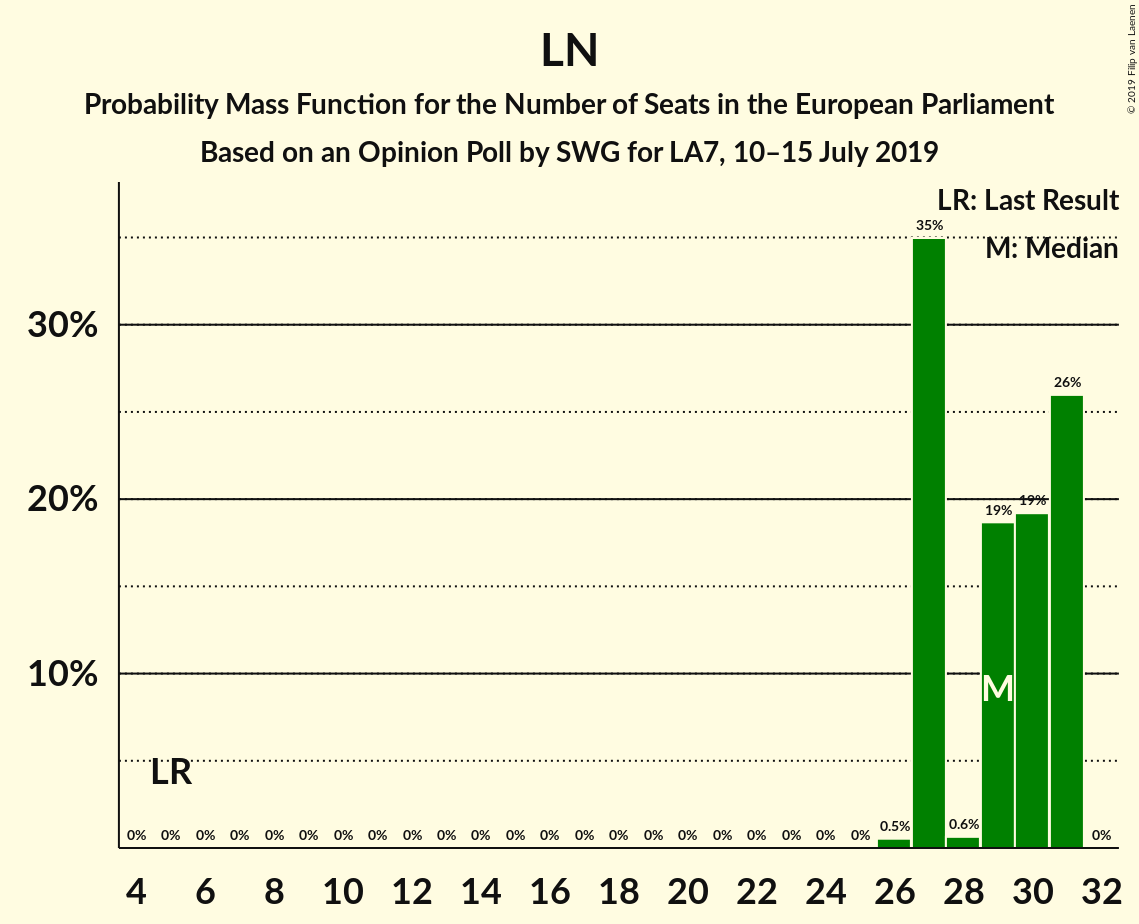 LN
Probability Mass Function for the Number of Seats in the European Parliament
Based on an Opinion Poll by SWG for LA7, 10–15 July 2019
© 2019 Filip van Laenen
LR: Last Result
M: Median
30%
20%
10%
LR
M
0% 0% 0% 0% 0% 0% 0% 0% 0% 0% 0% 0% 0% 0% 0% 0% 0% 0% 0% 0% 0% 0% 0.5% 35% 0.6% 19% 19% 26% 0%
4 6 8 10 12 14 16 18 20 22 24 26 28 30 32